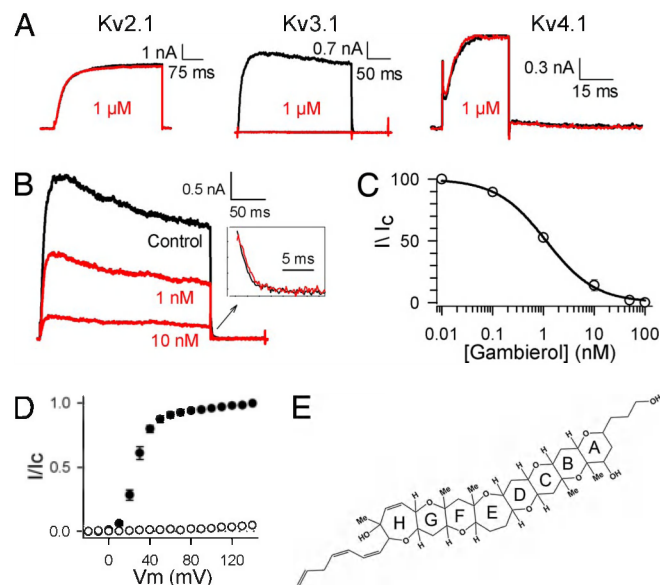 A Kv2.1 Kv3.1 Kv4.1
1 nA 75 ms 1 µM
0.7 nA 50 ms 1 µM
0.3 nA 15 ms 1 µM
B
0.5 nA
50 ms
Control
5 ms
1 nM
10 nM
C
I\ Ic
100
50
0
0.01 0.1 1 10 100
[Gambierol] (nM)
D
I/Ic
1.0
0.5
0.0
0 40 80 120
Vm (mV)
E
OH
H H H H O A
O O O B
Me Me H O C OH
H O D Me Me
Me E H H
HO H G F O H
O H H
H